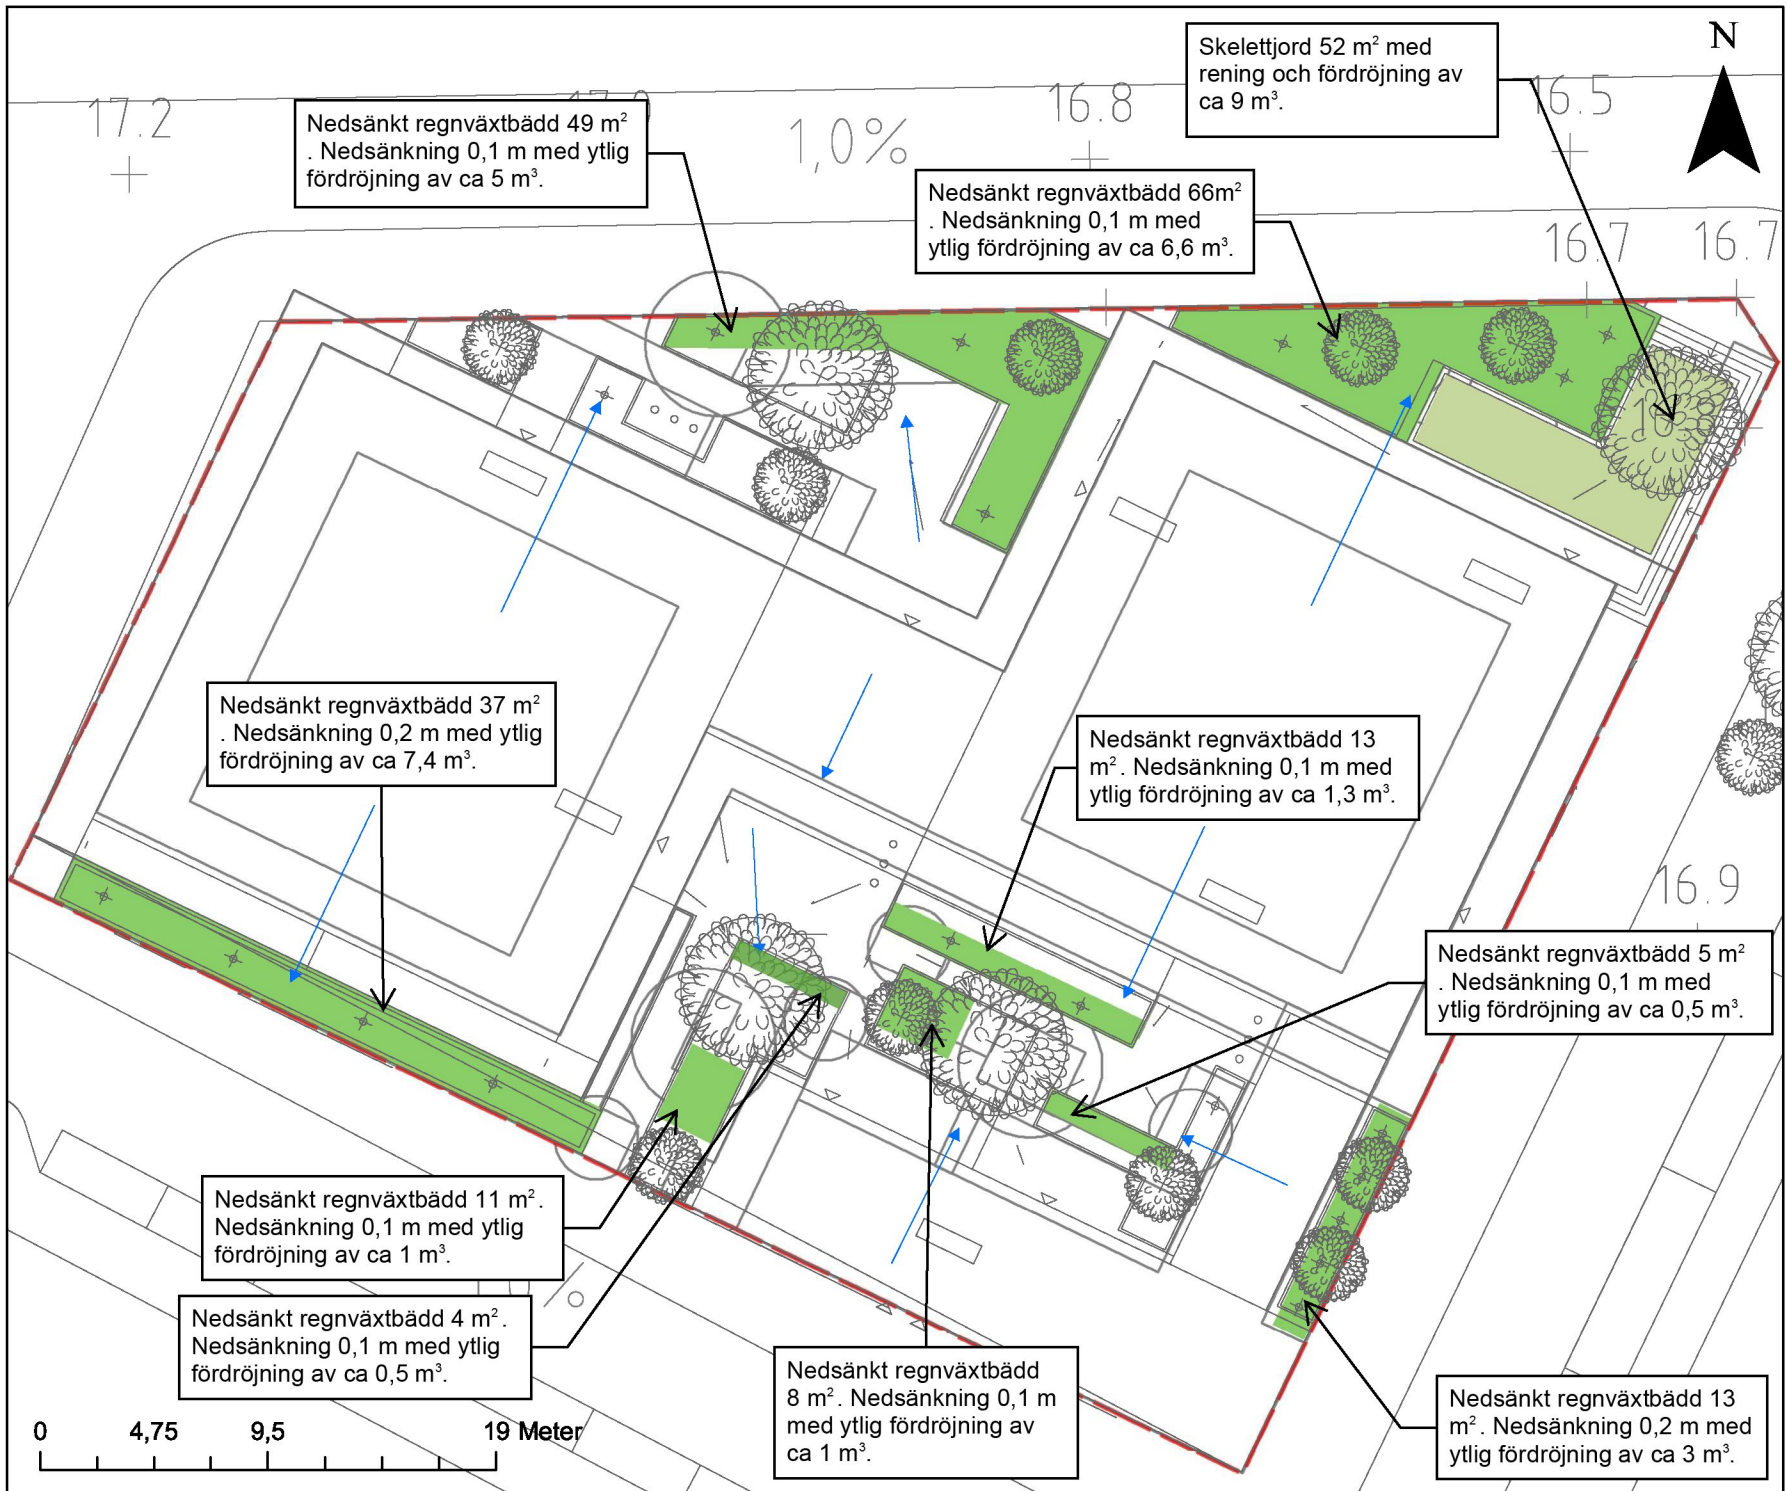 Skelettjord 52 m² med
rening och fördröjning av
ca 9 m³.
N
17.2
16.8
16.5
1,0%
Nedsänkt regnväxtbädd 49 m²
. Nedsänkning 0,1 m med ytlig
fördröjning av ca 5 m³.
Nedsänkt regnväxtbädd 66m²
. Nedsänkning 0,1 m med
ytlig fördröjning av ca 6,6 m³.
16.7
16.7
Nedsänkt regnväxtbädd 37 m²
. Nedsänkning 0,2 m med ytlig
fördröjning av ca 7,4 m³.
Nedsänkt regnväxtbädd 13
m². Nedsänkning 0,1 m med
ytlig fördröjning av ca 1,3 m³.
16.9
Nedsänkt regnväxtbädd 5 m²
. Nedsänkning 0,1 m med
ytlig fördröjning av ca 0,5 m³.
Nedsänkt regnväxtbädd 11 m².
Nedsänkning 0,1 m med ytlig
fördröjning av ca 1 m³.
Nedsänkt regnväxtbädd 4 m².
Nedsänkning 0,1 m med ytlig
fördröjning av ca 0,5 m³.
Nedsänkt regnväxtbädd
8 m². Nedsänkning 0,1 m
med ytlig fördröjning av
ca 1 m³.
Nedsänkt regnväxtbädd 13
m². Nedsänkning 0,2 m med
ytlig fördröjning av ca 3 m³.
0 4,75 9,5 19 Meter